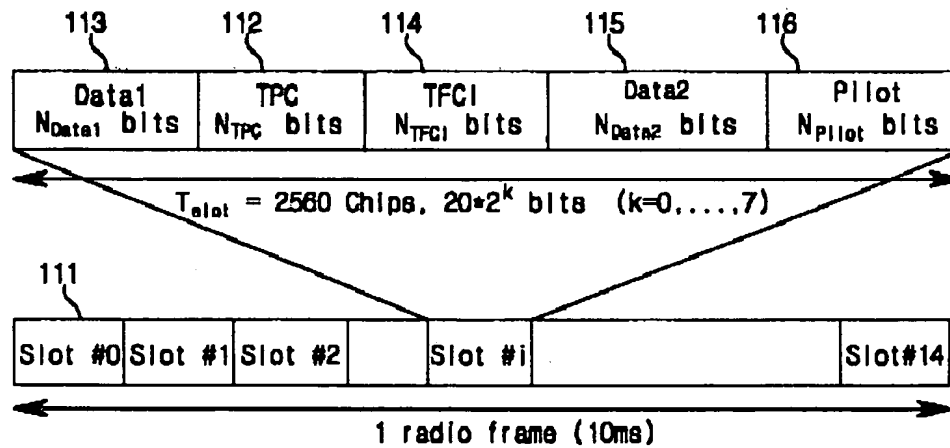 113 112 114 115 116
Data1 TPC TFCI Data2 Pilot
N_Data1 bits N_TPC bits N_TFCI bits N_Data2 bits N_Pilot bits
T_slot = 2560 Chips, 20*2^k bits (k=0,....,7)
111
Slot #0 Slot #1 Slot #2 Slot #i Slot#14
1 radio frame (10ms)